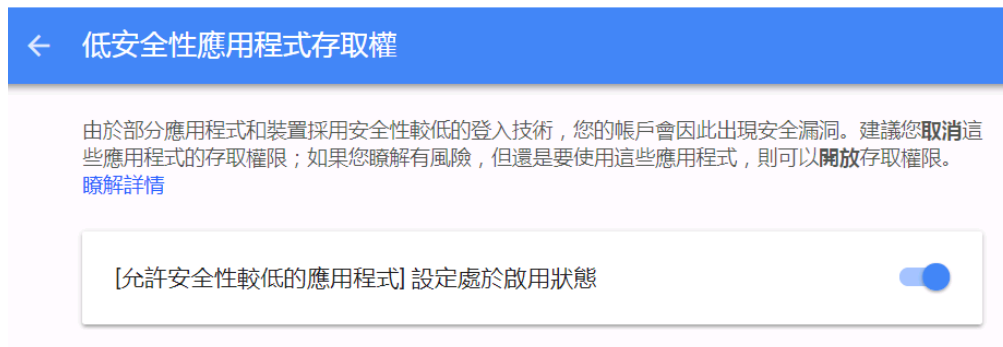 低安全性應用程式存取權
由於部分應用程式和裝置採用安全性較低的登入技術，您的帳戶會因此出現安全漏洞。建議您取消這
些應用程式的存取權限；如果您瞭解有風險，但還是要使用這些應用程式，則可以開放存取權限。
瞭解詳情
[允許安全性較低的應用程式] 設定處於啟用狀態